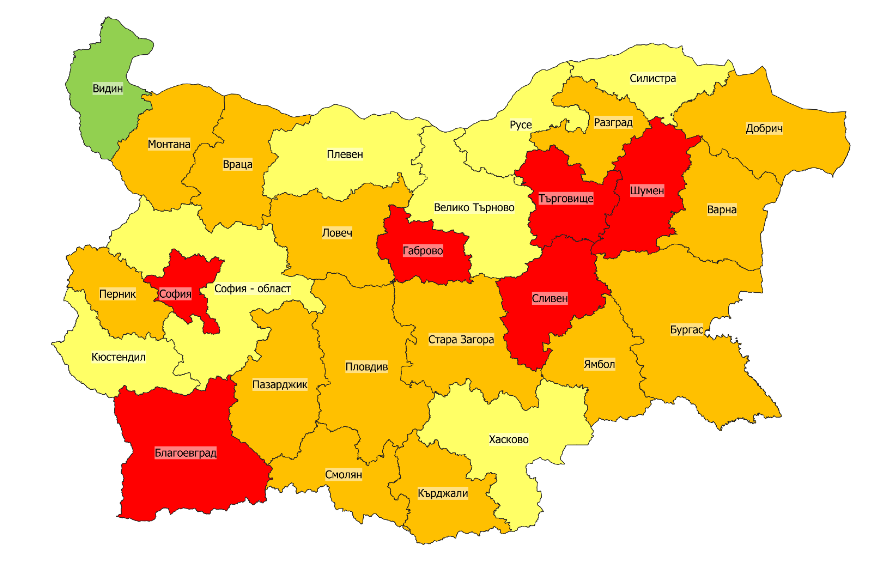 Силистра
Видин
Разград
Русе
Добрич
Монтана
Плевен
Враца
Шумен
Търговище
Велико Търново
Варна
Ловеч
Габрово
София - област
Перник
София
Сливен
Бургас
Стара Загора
Кюстендил
Ямбол
Пловдив
Пазарджик
Хасково
Благоевград
Смолян
Кърджали